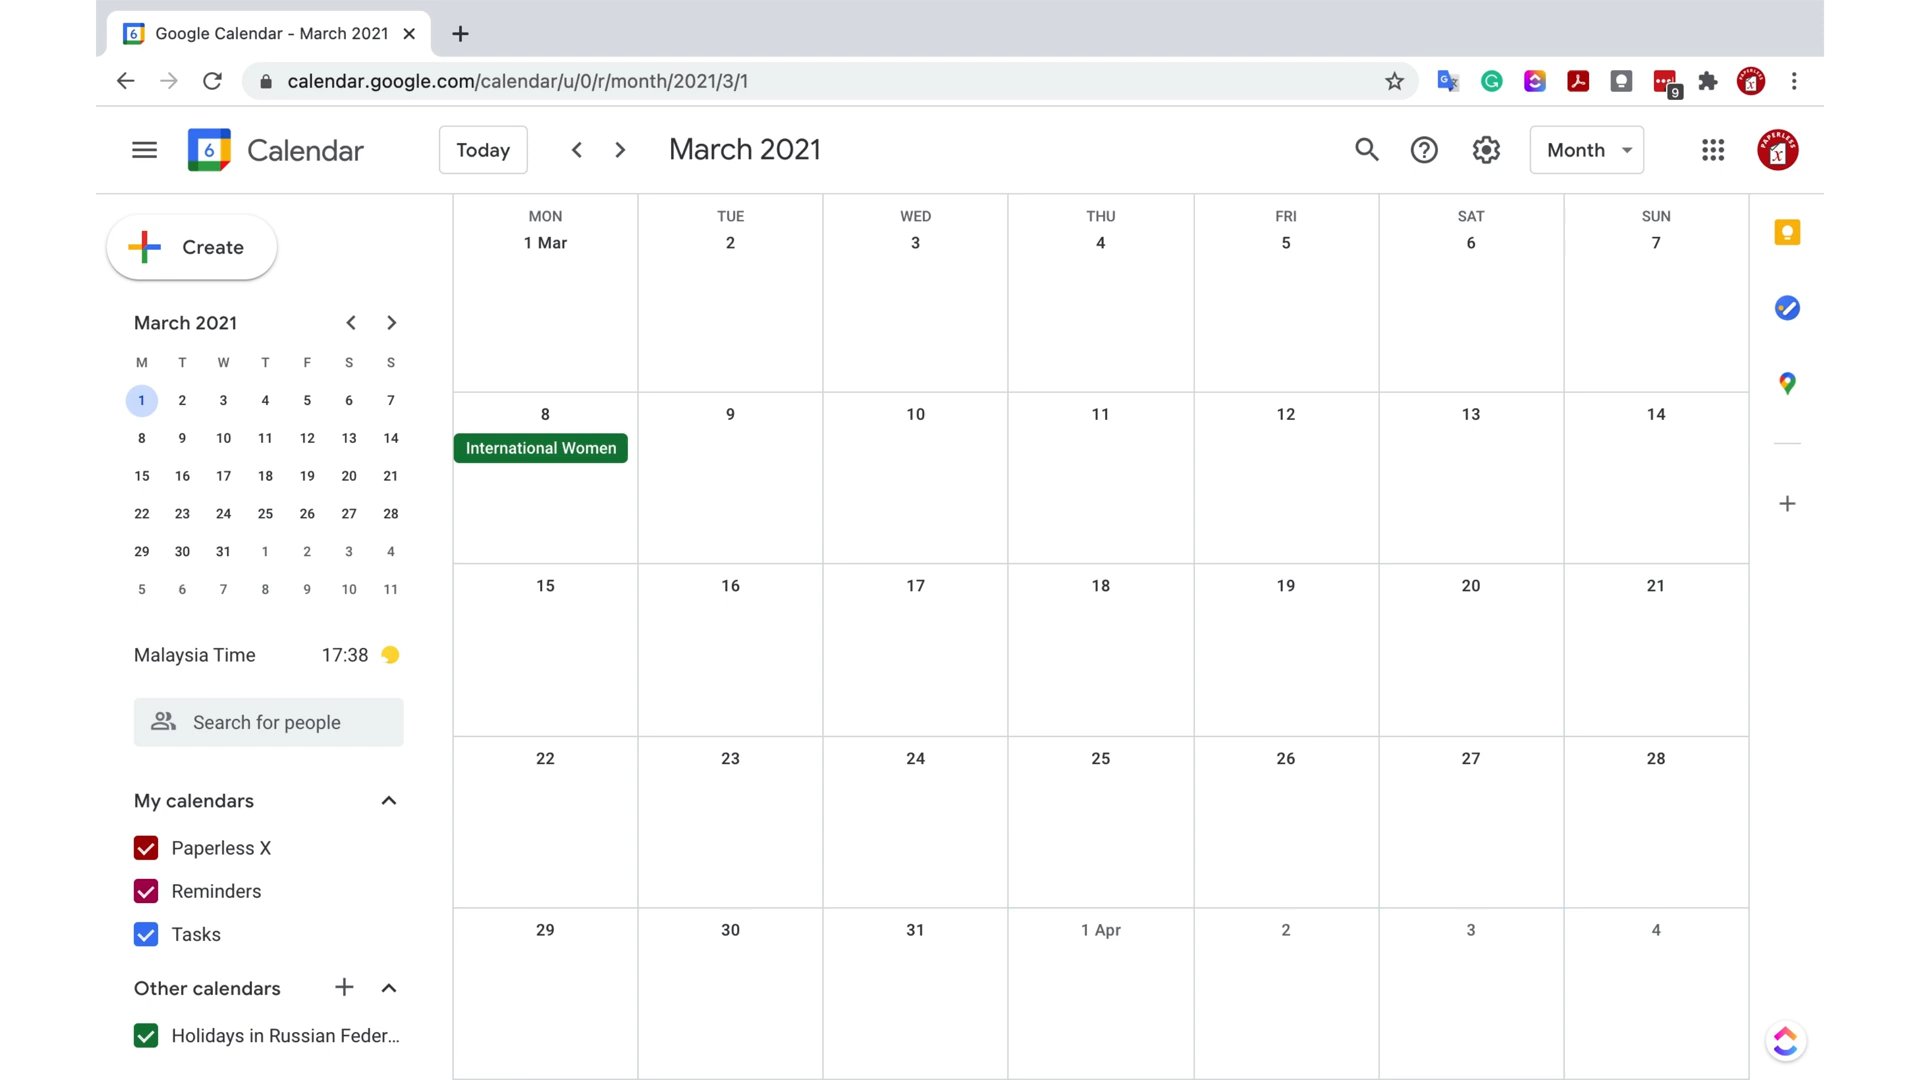 6 Google Calendar - March 2021
calendar.google.com/calendar/u/0/r/month/2021/3/1
9
6 Calendar Today March 2021 Month
Create
March 2021
M T W T F S S
1 2 3 4 5 6 7
8 9 10 11 12 13 14
15 16 17 18 19 20 21
22 23 24 25 26 27 28
29 30 31 1 2 3 4
5 6 7 8 9 10 11
Malaysia Time 17:38
Search for people
My calendars
Paperless X
Reminders
Tasks
Other calendars
Holidays in Russian Feder...
MON TUE WED THU FRI SAT SUN
1 Mar 2 3 4 5 6 7
8 9 10 11 12 13 14
International Women
15 16 17 18 19 20 21
22 23 24 25 26 27 28
29 30 31 1 Apr 2 3 4
PAPERLESS
X